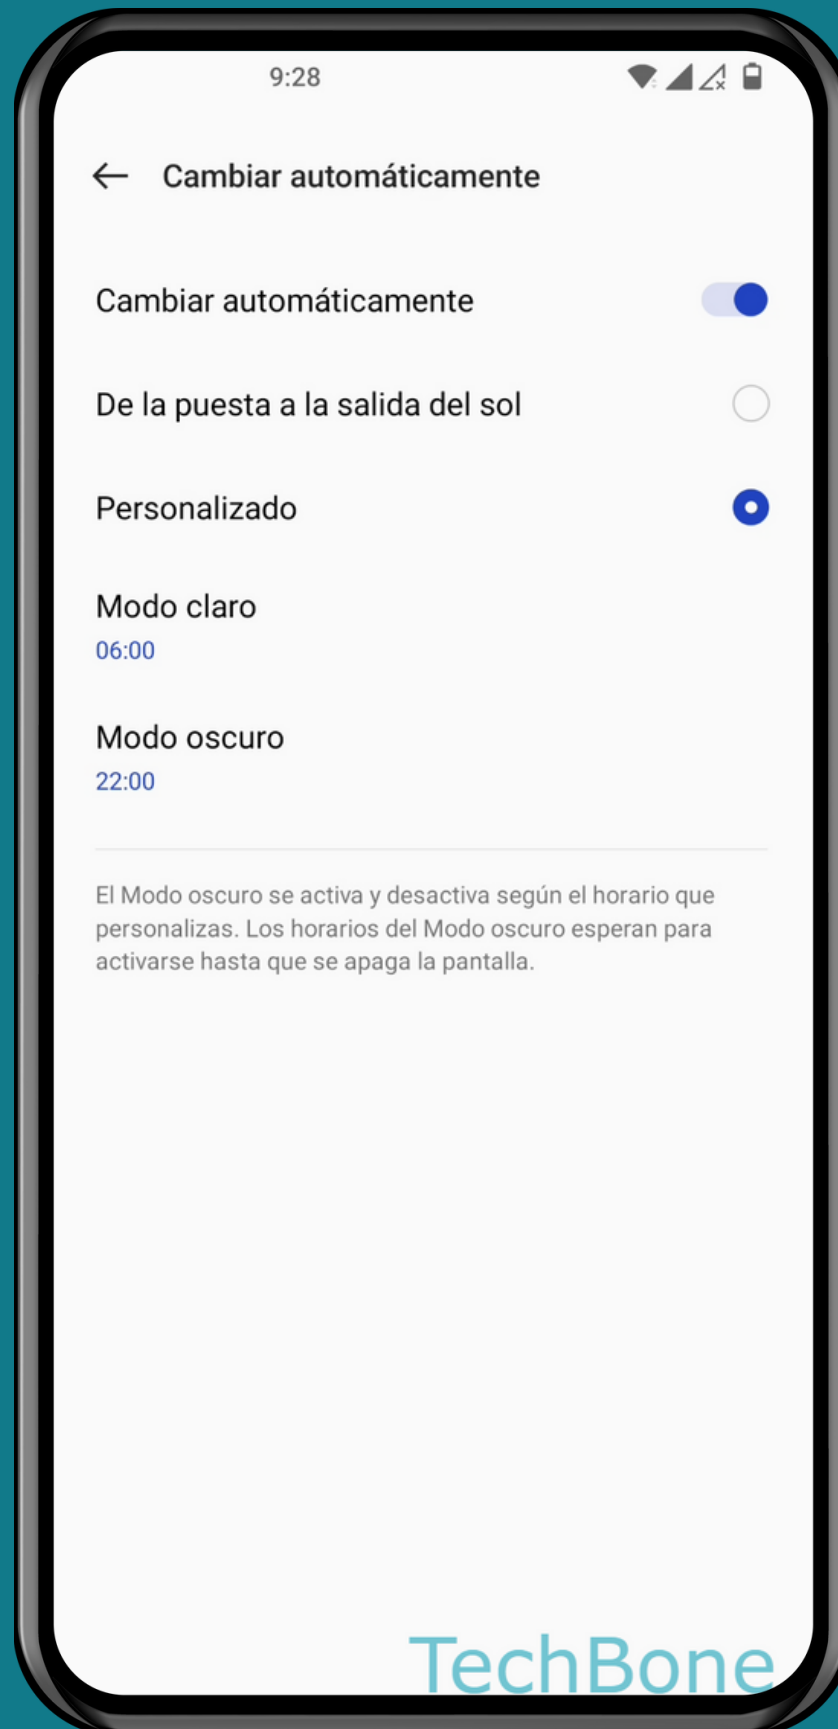 9:28
Cambiar automáticamente
Cambiar automáticamente
De la puesta a la salida del sol
Personalizado
Modo claro
06:00
Modo oscuro
22:00
El Modo oscuro se activa y desactiva según el horario que
personalizas. Los horarios del Modo oscuro esperan para
activarse hasta que se apaga la pantalla.
TechBone